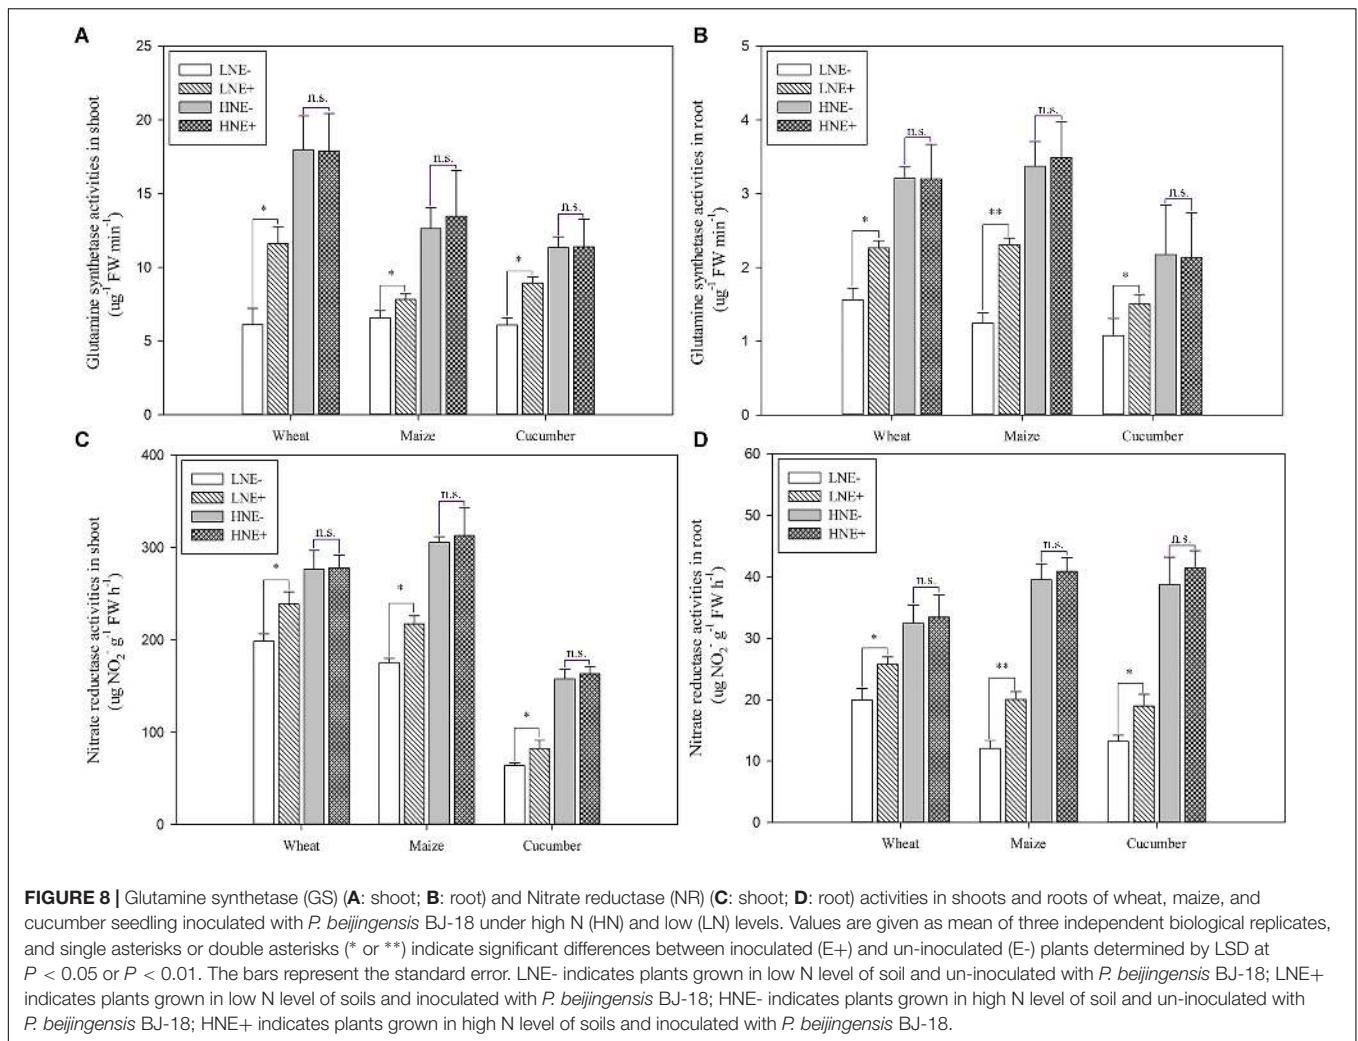 A
Glutamine synthetase activities in shoot
(ug⁻¹ FW min⁻¹)
25
20
15
10
5
0
LNE-
LNE+
HNE-
HNE+
*
n.s.
*
n.s.
*
n.s.
Wheat
Maize
Cucumber
B
Glutamine synthetase activities in root
(ug⁻¹ FW min⁻¹)
5
4
3
2
1
0
LNE-
LNE+
HNE-
HNE+
*
n.s.
**
n.s.
*
n.s.
Wheat
Maize
Cucumber
C
Nitrate reductase activities in shoot
(ug NO₂⁻ g⁻¹ FW h⁻¹)
400
300
200
100
0
LNE-
LNE+
HNE-
HNE+
*
n.s.
*
n.s.
*
n.s.
Wheat
Maize
Cucumber
D
Nitrate reductase activities in root
(ug NO₂⁻ g⁻¹ FW h⁻¹)
60
50
40
30
20
10
0
LNE-
LNE+
HNE-
HNE+
*
n.s.
**
n.s.
*
n.s.
Wheat
Maize
Cucumber
FIGURE 8 | Glutamine synthetase (GS) (A: shoot; B: root) and Nitrate reductase (NR) (C: shoot; D: root) activities in shoots and roots of wheat, maize, and
cucumber seedling inoculated with P. beijingensis BJ-18 under high N (HN) and low (LN) levels. Values are given as mean of three independent biological replicates,
and single asterisks or double asterisks (* or **) indicate significant differences between inoculated (E+) and un-inoculated (E-) plants determined by LSD at
P < 0.05 or P < 0.01. The bars represent the standard error. LNE- indicates plants grown in low N level of soil and un-inoculated with P. beijingensis BJ-18; LNE+
indicates plants grown in low N level of soils and inoculated with P. beijingensis BJ-18; HNE- indicates plants grown in high N level of soil and un-inoculated with
P. beijingensis BJ-18; HNE+ indicates plants grown in high N level of soils and inoculated with P. beijingensis BJ-18.